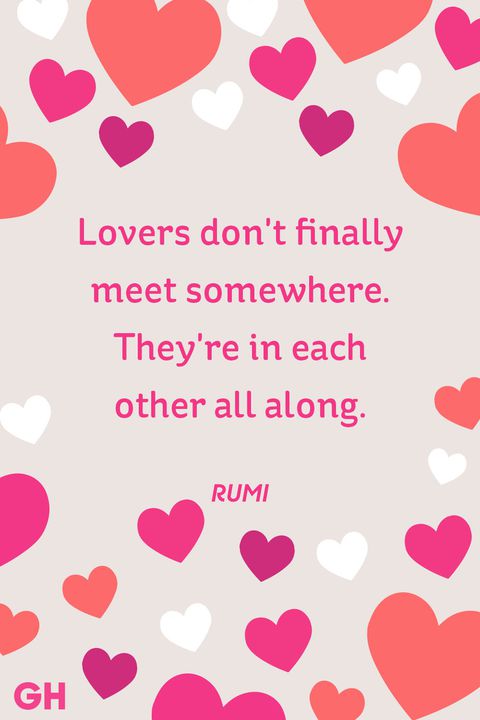 Lovers don't finally
meet somewhere.
They're in each
other all along.
RUMI
GH